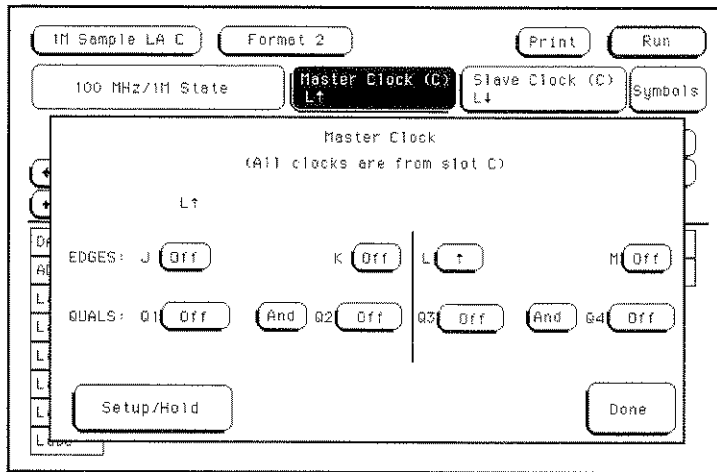 1M Sample LA C Format 2 Print Run
100 MHz/1M State Master Clock (C) L↑ Slave Clock (C) L↓ Symbols
Master Clock
(All clocks are from slot C)
L↑
EDGES: J Off K Off L ↑ M Off
QUALS: Q1 Off And Q2 Off Q3 Off And Q4 Off
Setup/Hold Done